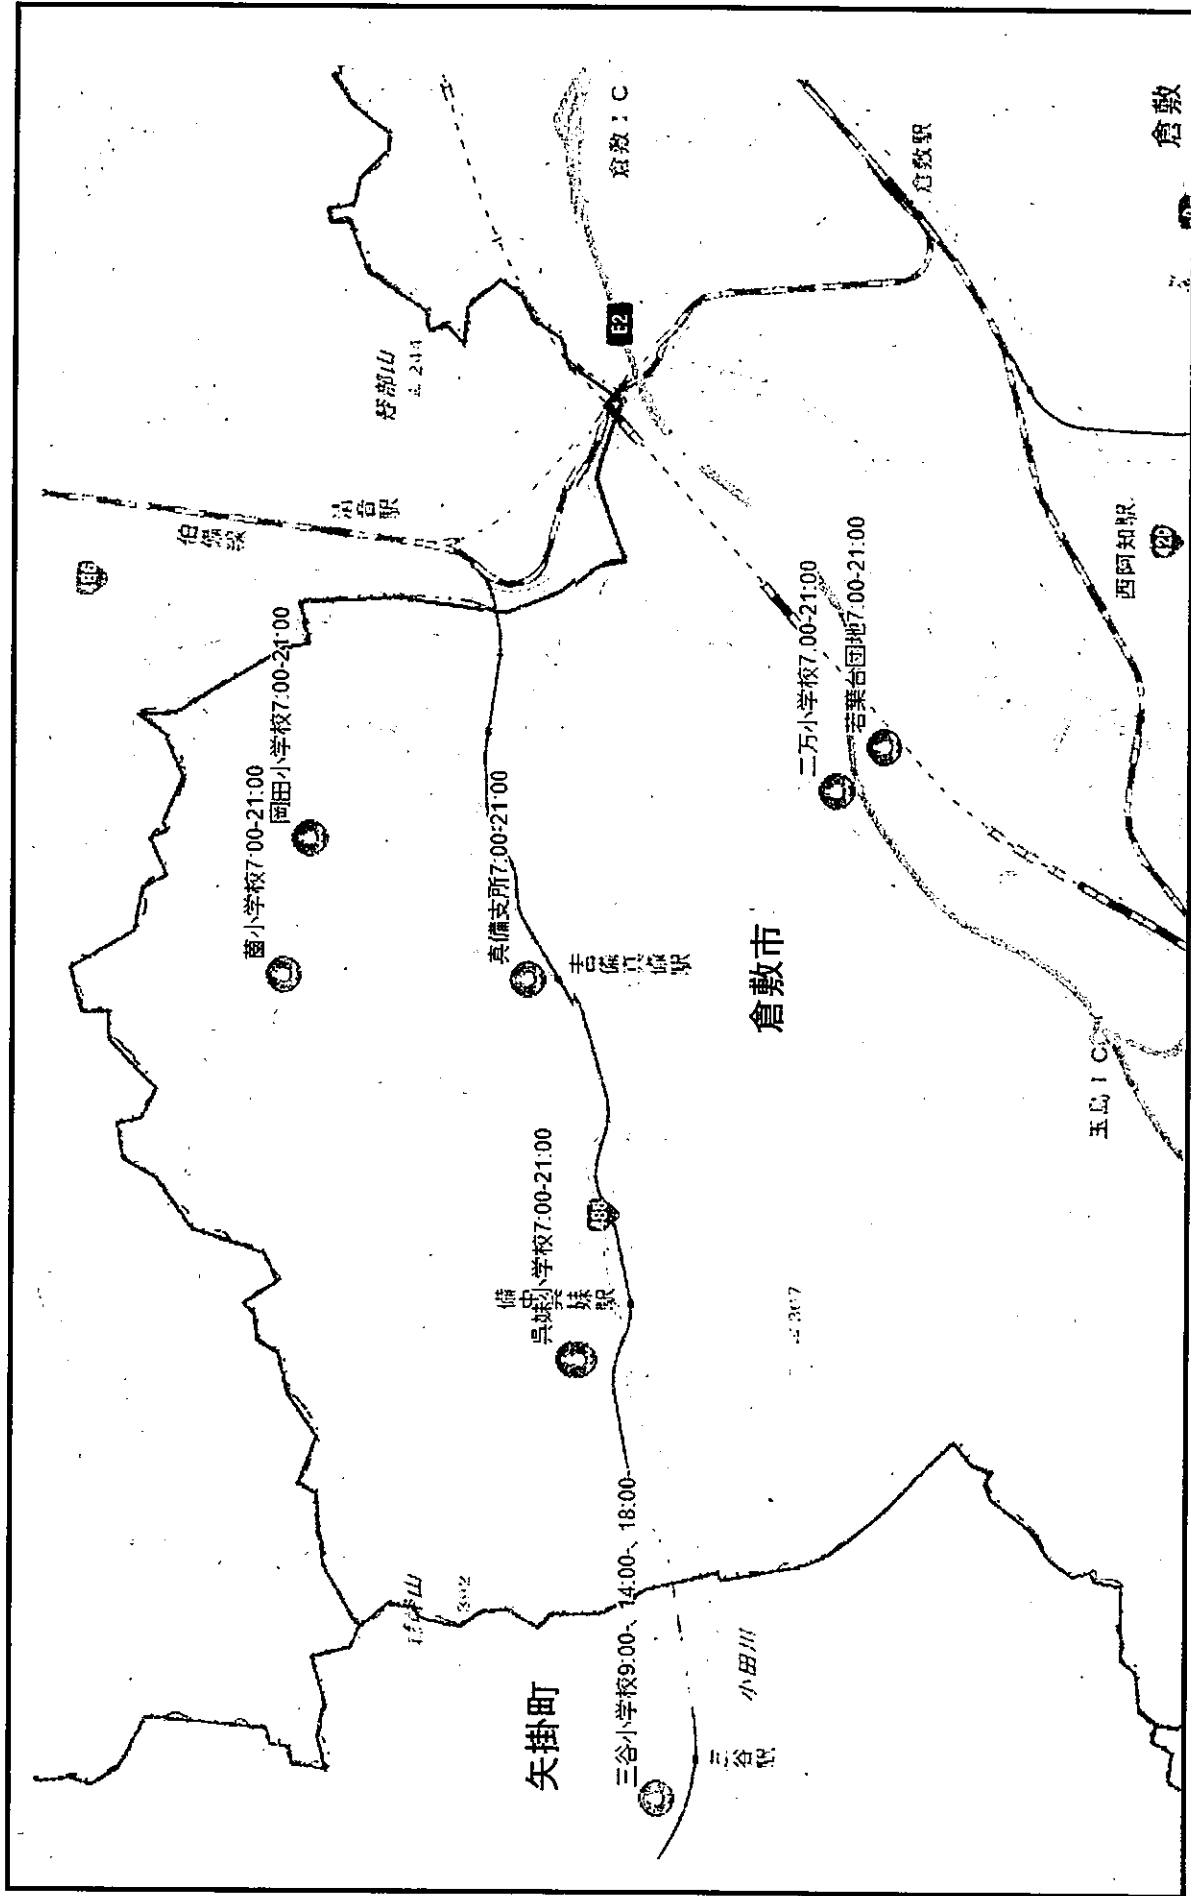 薗小学校7:00-21:00
岡田小学校7:00-21:00
伯備線
清音駅
486
倉敷IC
E2
倉敷駅
真備支所7:00-21:00
吉備真備駅
二万小学校7:00-21:00
若葉台団地7:00-21:00
備中呉妹駅
呉妹小学校7:00-21:00
486
倉敷市
玉島IC
西阿知駅
429
倉敷
矢掛町
三谷小学校9:00-、14:00-、18:00-
小田川
三谷駅